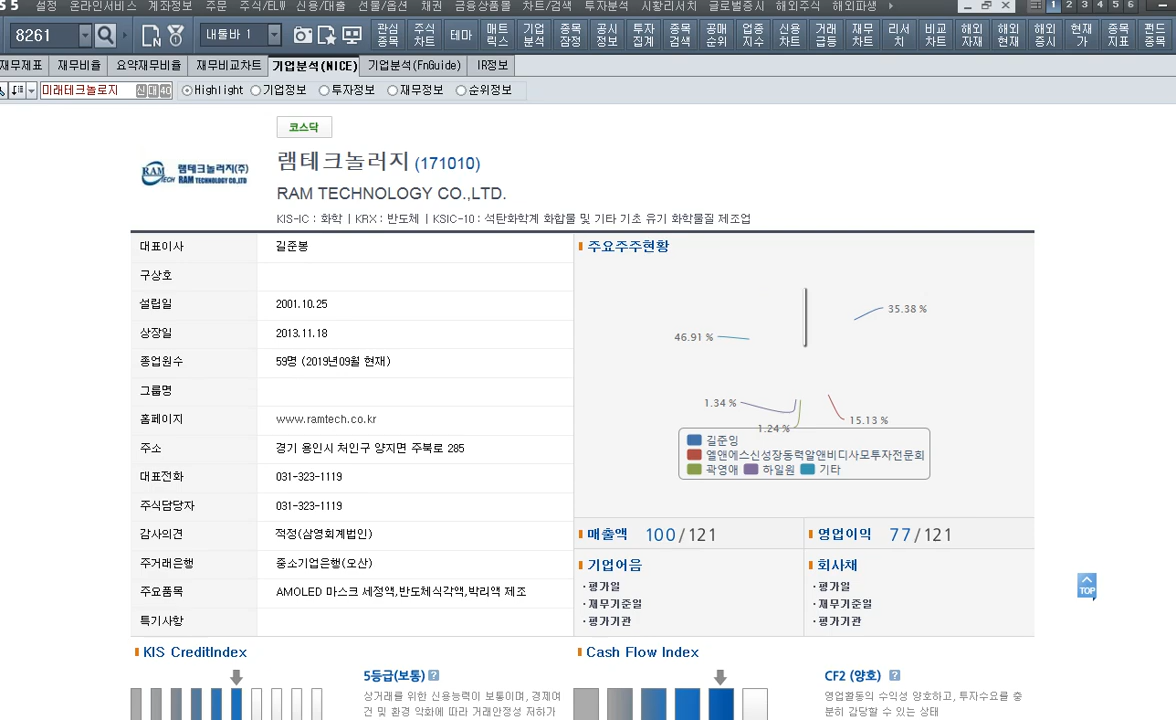 S 5 설정 온라인서비스 계좌정보 주문 주식/ELW 신용/대출 선물/옵션 채권 금융상품몰 차트/검색 투자분석 시황리서치 글로벌증시 해외주식 해외파생 1 2 3 4 5 6
8261 내툴바 1 관심종목 주식차트 테마 매트릭스 기업분석 종목잠정 공시정보 투자집계 종목검색 공매순위 업종지수 신용차트 거래급등 재무차트 리서치 비교차트 해외자재 해외현재 해외증시 현재가 종목지표 펀드종목
재무제표 재무비율 요약재무비율 재무비교차트 기업분석(NICE) 기업분석(FnGuide) IR정보
미래테크놀로지 신 대 40 Highlight 기업정보 투자정보 재무정보 순위정보
코스닥
RAM TECH 램테크놀러지(주) RAM TECHNOLOGY CO.,LTD
램테크놀러지 (171010)
RAM TECHNOLOGY CO.,LTD.
KIS-IC : 화학 | KRX : 반도체 | KSIC-10 : 석탄화학계 화합물 및 기타 기초 유기 화학물질 제조업
대표이사 길준봉
구상호
설립일 2001.10.25
상장일 2013.11.18
종업원수 59명 (2019년09월 현재)
그룹명
홈페이지 www.ramtech.co.kr
주소 경기 용인시 처인구 양지면 주북로 285
대표전화 031-323-1119
주식담당자 031-323-1119
감사의견 적정(삼영회계법인)
주거래은행 중소기업은행(오산)
주요품목 AMOLED 마스크 세정액,반도체식각액,박리액 제조
특기사항
주요주주현황
35.38 %
46.91 %
1.34 %
15.13 %
1.24 %
길준잉
엘앤에스신성장동력알앤비디사모투자전문회
곽영애 하일원 기타
매출액 100/121 영업이익 77/121
기업어음 회사채
·평가일 ·평가일
·재무기준일 ·재무기준일
·평가기관 ·평가기관
TOP
KIS CreditIndex Cash Flow Index
5등급(보통) ?
상거래를 위한 신용능력이 보통이며, 경제여
건 및 환경 악화에 따라 거래안정성 저하가
CF2 (양호) ?
영업활동의 수익성 양호하고, 투자수요를 충
분히 감당할 수 있는 상태